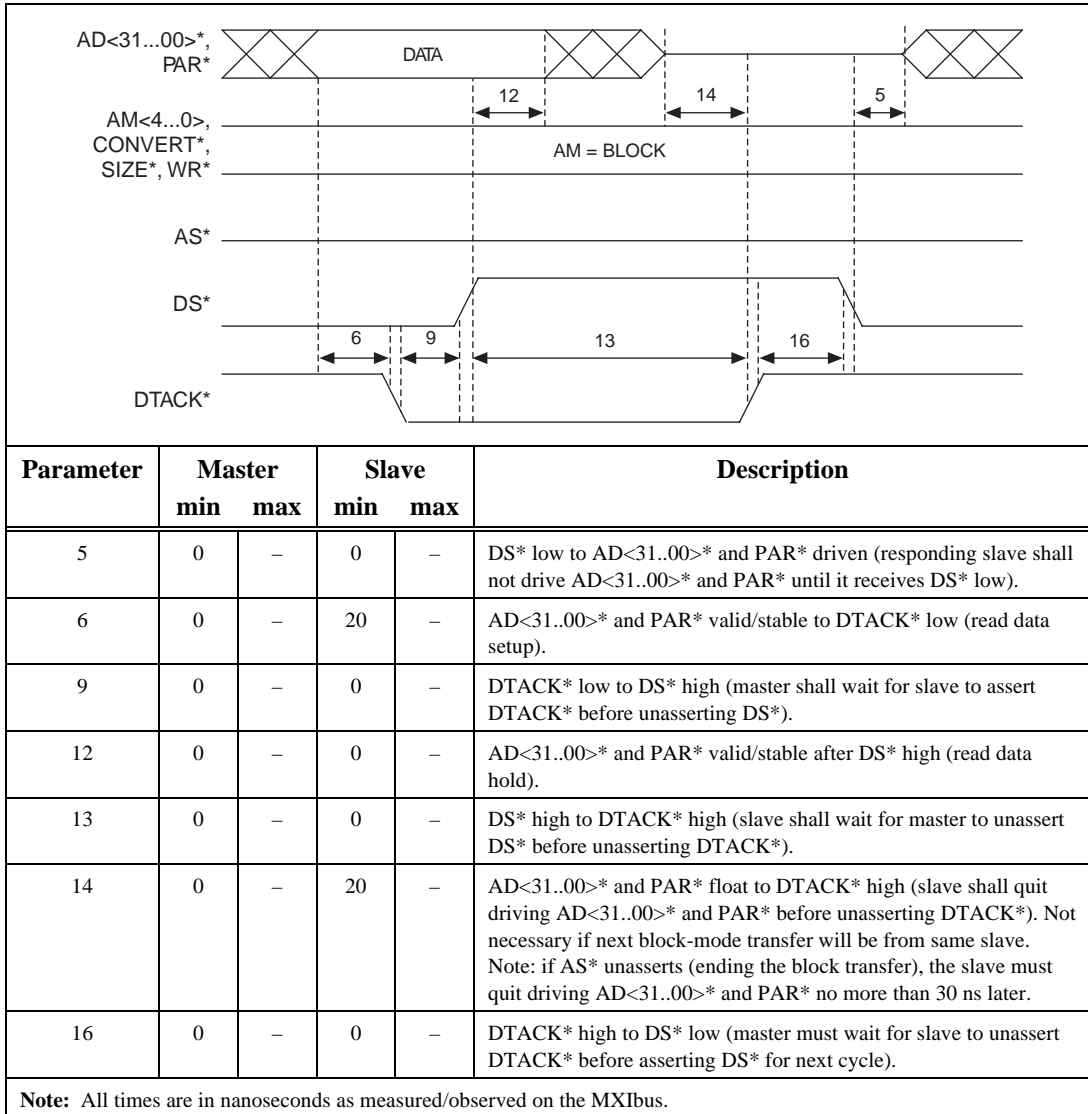 AD<31...00>*,
PAR*
DATA
12
14
5
AM<4...0>,
CONVERT*,
SIZE*, WR*
AM = BLOCK
AS*
DS*
6
9
13
16
DTACK*
Parameter Master Slave Description
min max min max
5 0 – 0 – DS* low to AD<31..00>* and PAR* driven (responding slave shall
not drive AD<31..00>* and PAR* until it receives DS* low).
6 0 – 20 – AD<31..00>* and PAR* valid/stable to DTACK* low (read data
setup).
9 0 – 0 – DTACK* low to DS* high (master shall wait for slave to assert
DTACK* before unasserting DS*).
12 0 – 0 – AD<31..00>* and PAR* valid/stable after DS* high (read data
hold).
13 0 – 0 – DS* high to DTACK* high (slave shall wait for master to unassert
DS* before unasserting DTACK*).
14 0 – 20 – AD<31..00>* and PAR* float to DTACK* high (slave shall quit
driving AD<31..00>* and PAR* before unasserting DTACK*). Not
necessary if next block-mode transfer will be from same slave.
Note: if AS* unasserts (ending the block transfer), the slave must
quit driving AD<31..00>* and PAR* no more than 30 ns later.
16 0 – 0 – DTACK* high to DS* low (master must wait for slave to unassert
DTACK* before asserting DS* for next cycle).
Note: All times are in nanoseconds as measured/observed on the MXIbus.